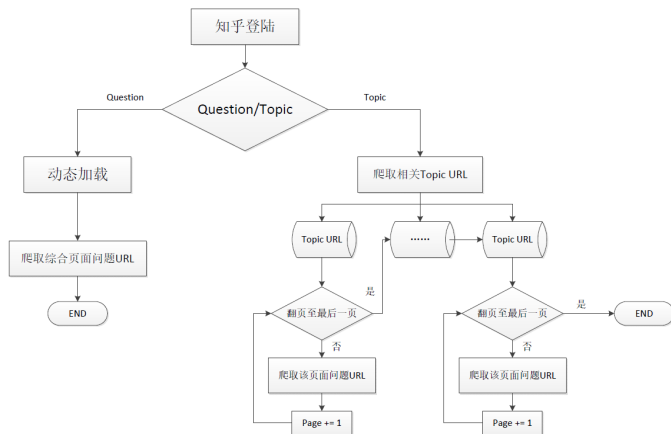 知乎登陆
Question
Question/Topic
Topic
动态加载
爬取相关Topic URL
Topic URL
……
Topic URL
爬取综合页面问题URL
是
是
END
翻页至最后一页
翻页至最后一页
END
否
否
爬取该页面问题URL
爬取该页面问题URL
Page += 1
Page += 1